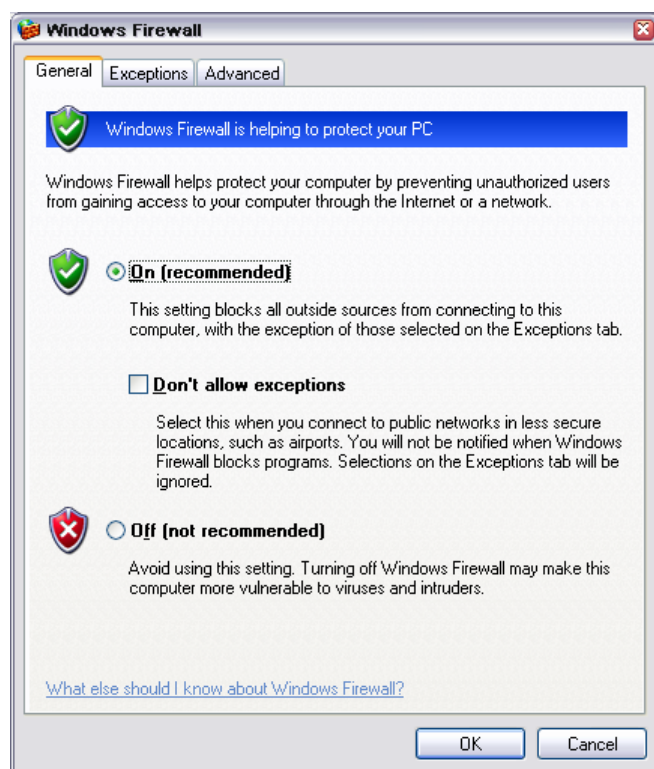 Windows Firewall
General Exceptions Advanced
Windows Firewall is helping to protect your PC
Windows Firewall helps protect your computer by preventing unauthorized users
from gaining access to your computer through the Internet or a network.
On (recommended)
This setting blocks all outside sources from connecting to this
computer, with the exception of those selected on the Exceptions tab.
Don't allow exceptions
Select this when you connect to public networks in less secure
locations, such as airports. You will not be notified when Windows
Firewall blocks programs. Selections on the Exceptions tab will be
ignored.
Off (not recommended)
Avoid using this setting. Turning off Windows Firewall may make this
computer more vulnerable to viruses and intruders.
What else should I know about Windows Firewall?
OK Cancel